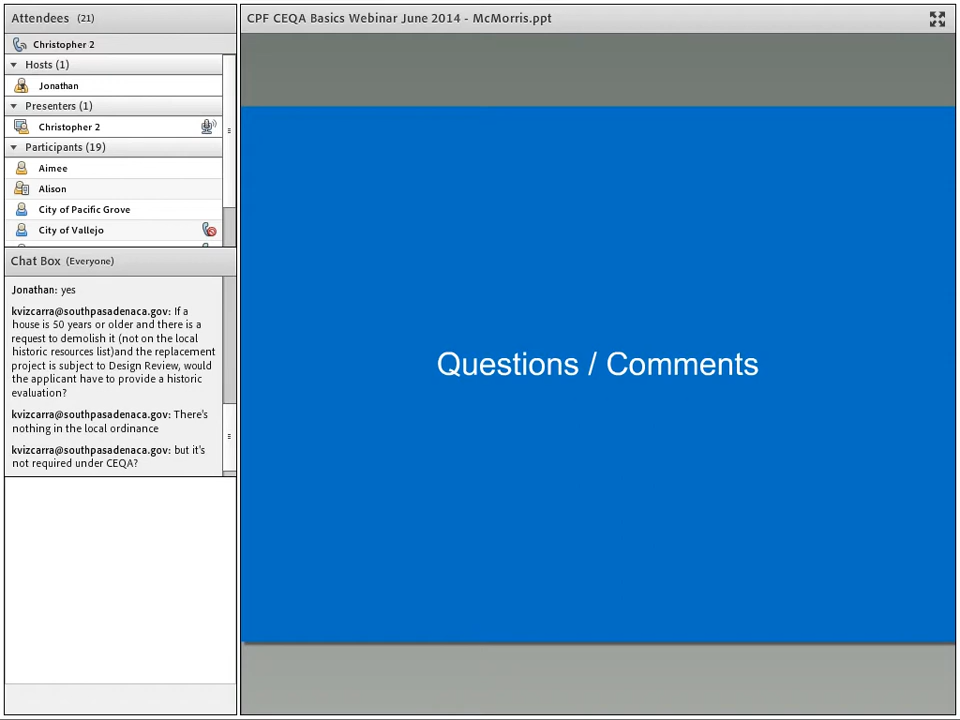 Attendees (21)
Christopher 2
Hosts (1)
Jonathan
Presenters (1)
Christopher 2
Participants (19)
Aimee
Alison
City of Pacific Grove
City of Vallejo
Chat Box (Everyone)
Jonathan: yes
kvizcarra@southpasadenaca.gov: If a
house is 50 years or older and there is a
request to demolish it (not on the local
historic resources list)and the replacement
project is subject to Design Review, would
the applicant have to provide a historic
evaluation?
kvizcarra@southpasadenaca.gov: There's
nothing in the local ordinance
kvizcarra@southpasadenaca.gov: but it's
not required under CEQA?
CPF CEQA Basics Webinar June 2014 - McMorris.ppt
Questions / Comments